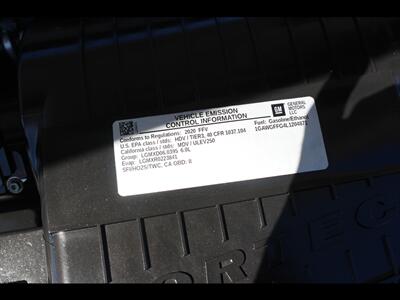 VEHICLE EMISSION
CONTROL INFORMATION
GM
GENERAL
MOTORS
LLC
Conforms to Regulations: 2020 FFV
Fuel: Gasoline/Ethanol
U.S. EPA class / stds: HDV / TIER3, 40 CFR 1037.104
California class / stds: MDV / ULEV250
Group: LGMXD06.0395 6.0L
Evap: LGMXR0223841
SFI/HO2S/TWC, CA OBD: II